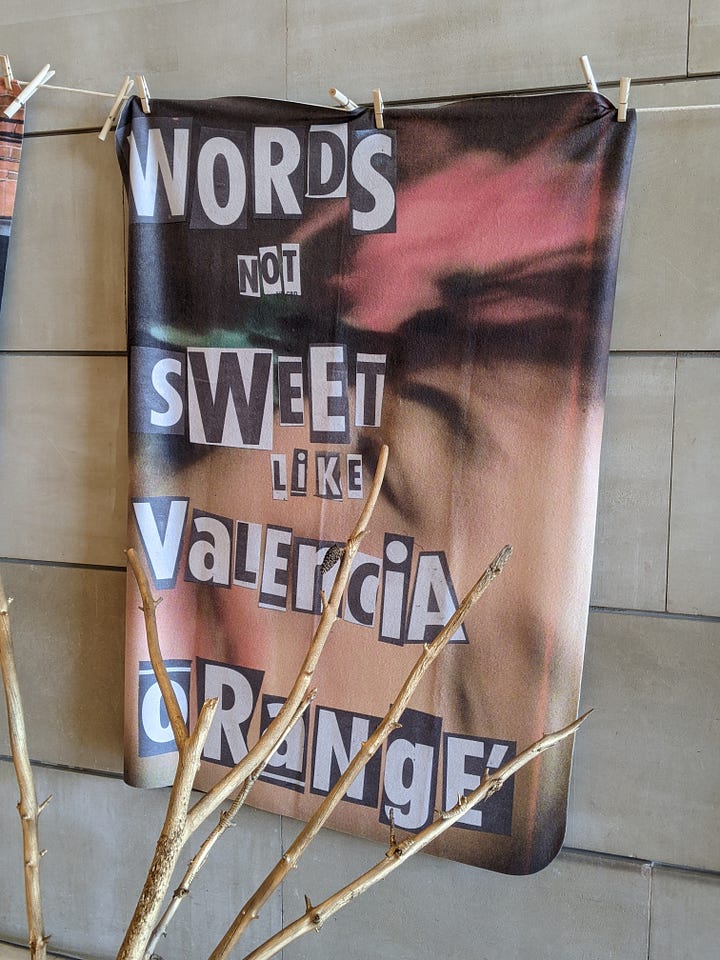 WORDS
NOT
SWEET
LiKE
VaLENciA
ORaNgE'